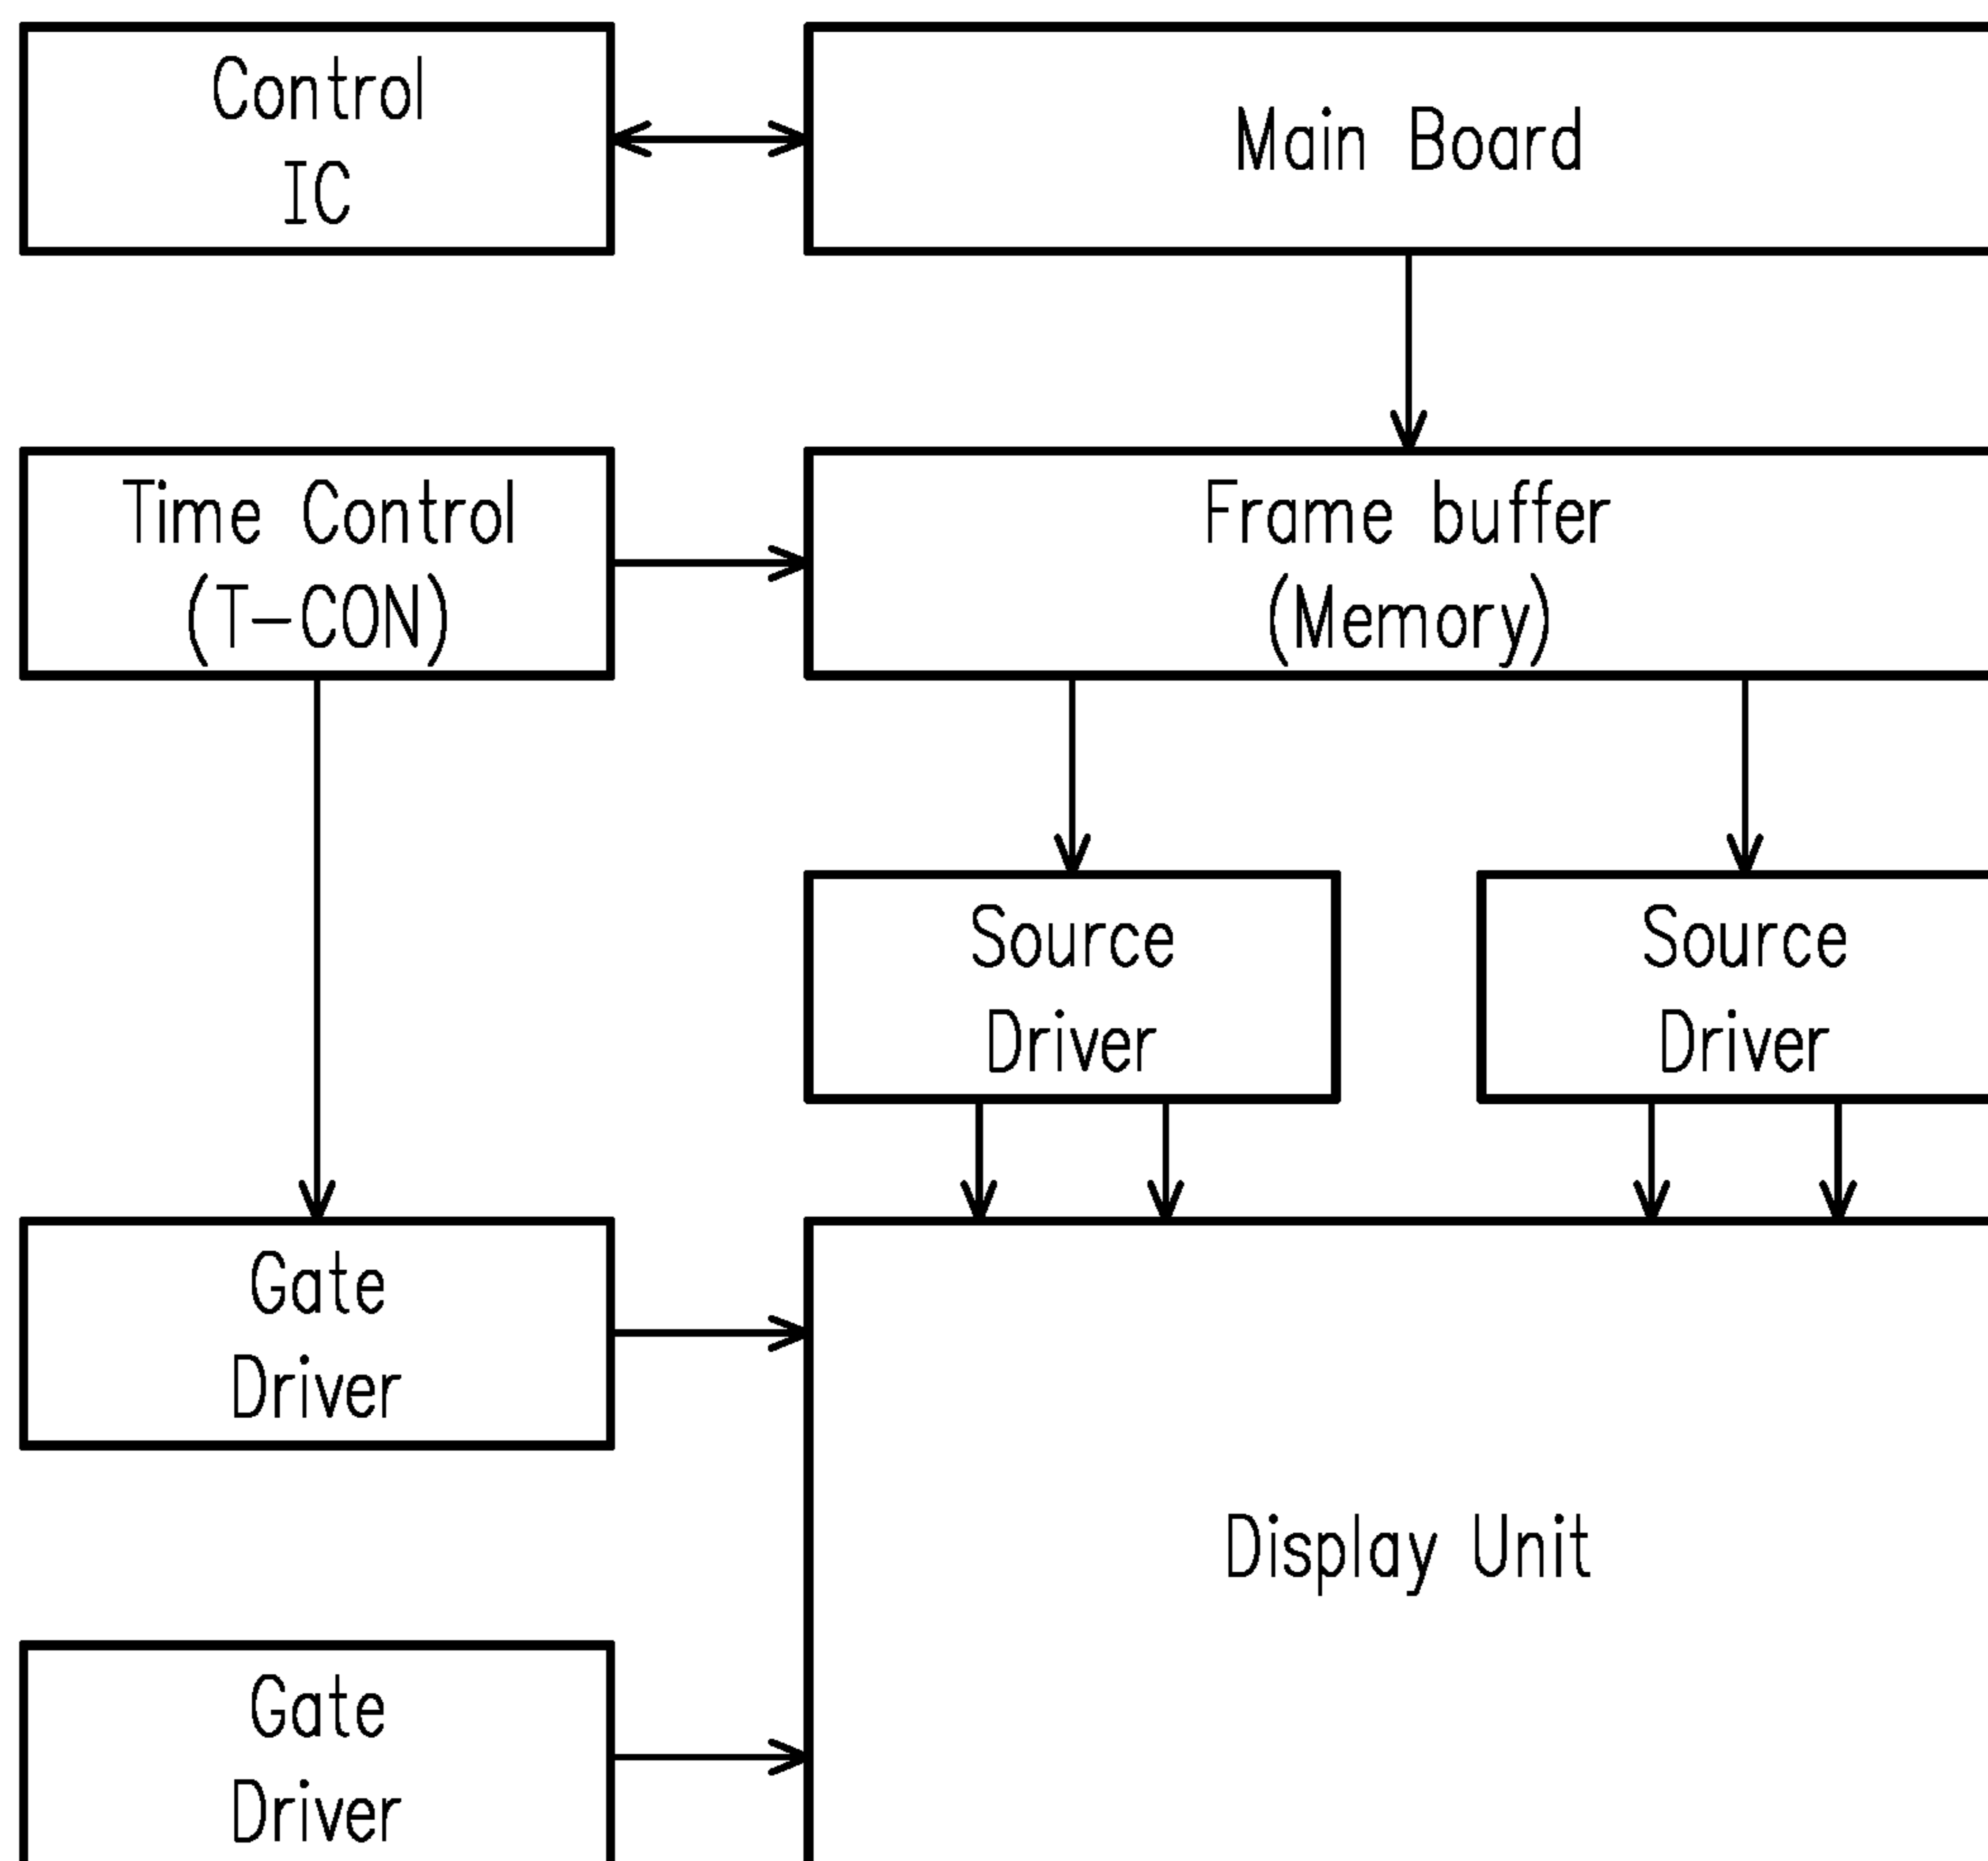 Control
IC
Main Board
Time Control
(T-CON)
Frame buffer
(Memory)
Source
Driver
Source
Driver
Gate
Driver
Display Unit
Gate
Driver